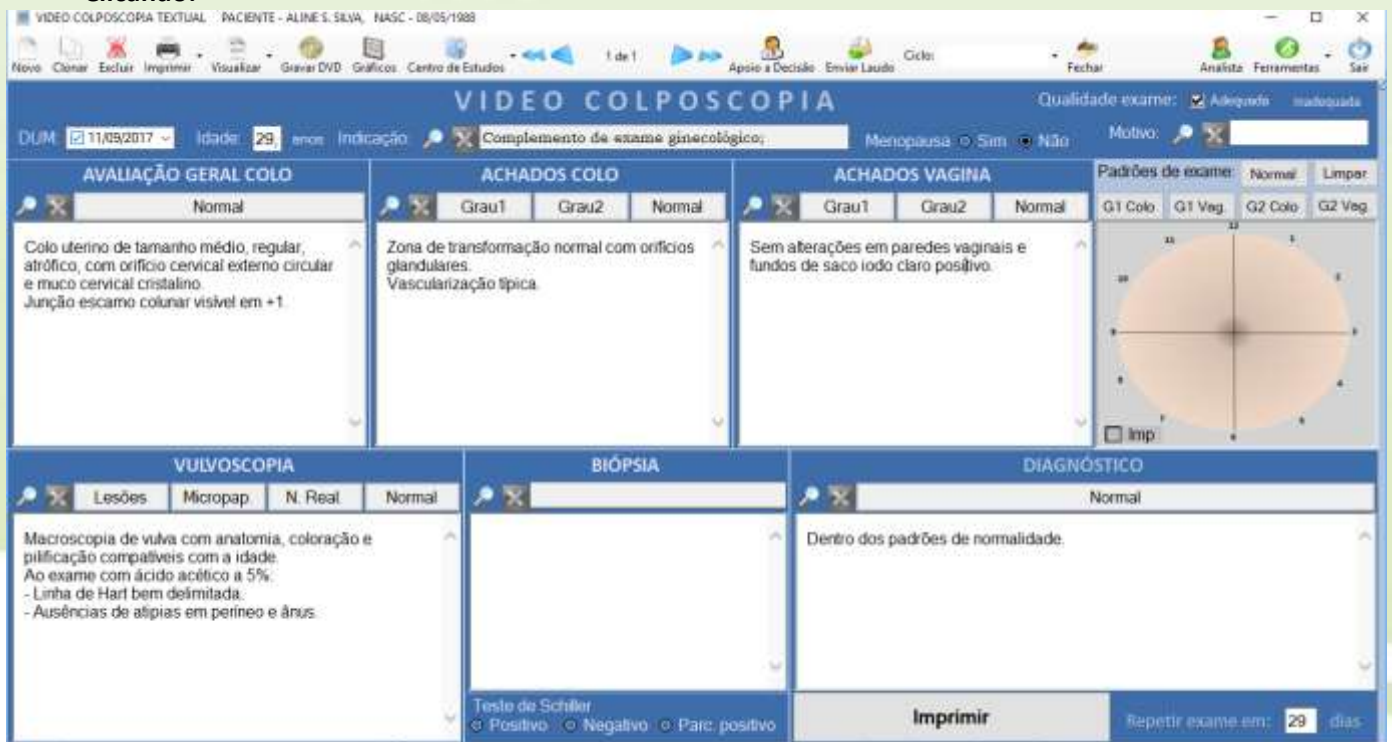 clicando:
VIDEO COLPOSCOPIA TEXTUAL PACIENTE - ALINE S. SILVA, NASC - 08/05/1988
Novo Clonar Excluir Imprimir Visualizar Gravar DVD Gráficos Centro de Estudos 1 de 1 Apoio a Decisão Enviar Laudo Ciclo: Fechar Analista Ferramentas Sair
VIDEO COLPOSCOPIA
Qualidade exame: Adequado Inadequada
DUM: 11/05/2017 Idade: 29, anos Indicação: Complemento de exame ginecológico; Menopausa Sim Não Motivo:
AVALIAÇÃO GERAL COLO
Normal
Colo uterino de tamanho médio, regular,
atrófico, com orifício cervical externo circular
e muco cervical cristalino.
Junção escamo colunar visível em +1.
ACHADOS COLO
Grau1 Grau2 Normal
Zona de transformação normal com orifícios
glandulares.
Vascularização típica.
ACHADOS VAGINA
Grau1 Grau2 Normal
Sem alterações em paredes vaginais e
fundos de saco iodo claro positivo.
Padrões de exame: Normal Limpar
G1 Colo G1 Vag. G2 Colo G2 Vag
Imp
VULVOSCOPIA
Lesões Micropap. N. Real. Normal
Macroscopia de vulva com anatomia, coloração e
pilificação compatíveis com a idade.
Ao exame com ácido acético a 5%:
- Linha de Hart bem delimitada.
- Ausências de atipias em períneo e ânus.
BIÓPSIA
Teste de Schiller
Positivo Negativo Parc. positivo
DIAGNÓSTICO
Normal
Dentro dos padrões de normalidade.
Imprimir
Repetir exame em: 29 dias